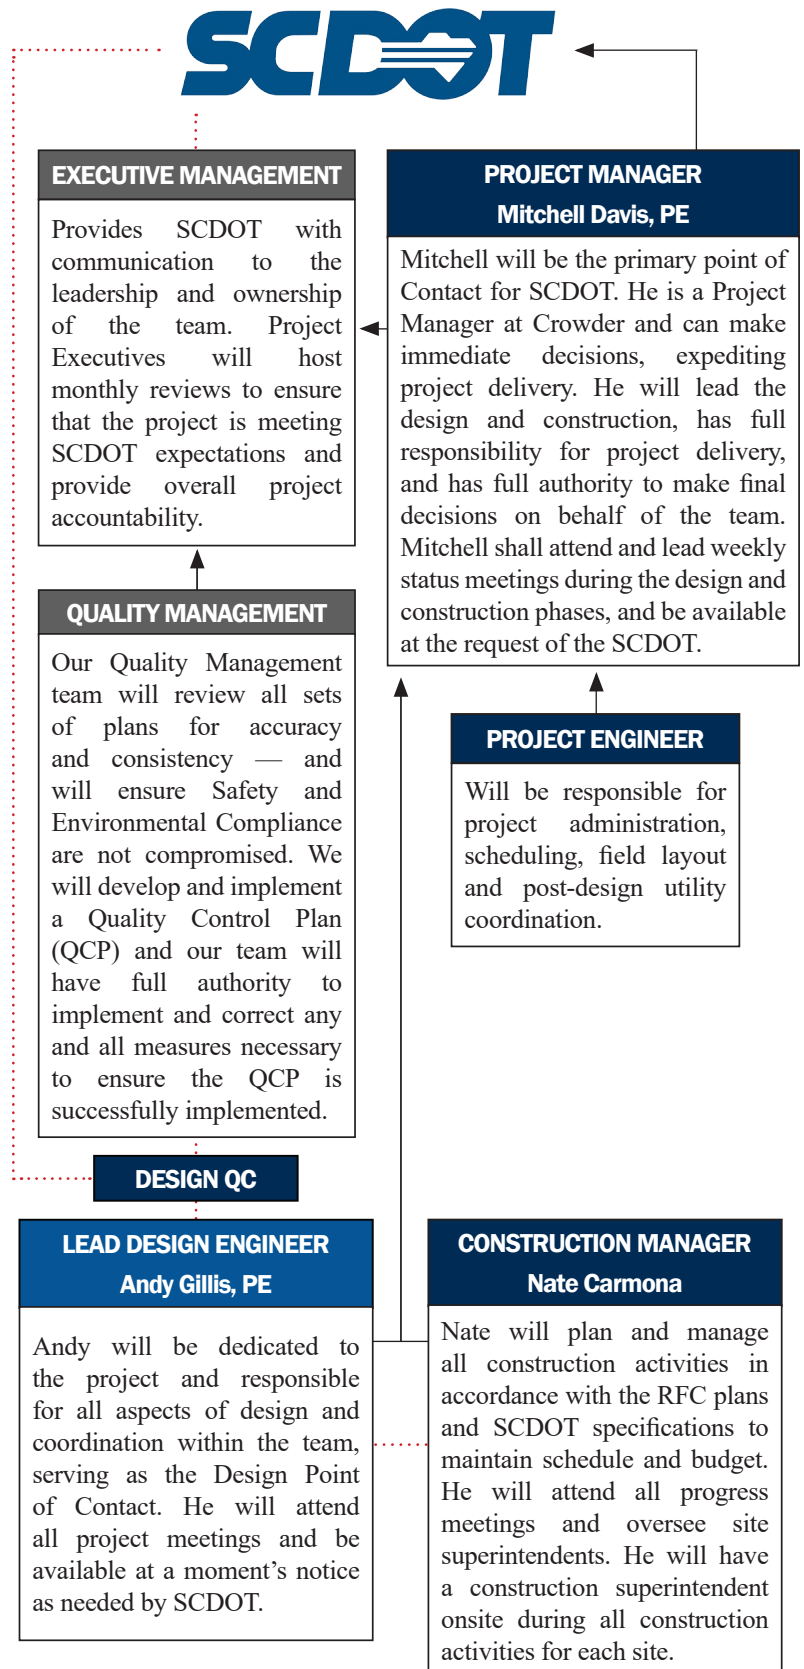 SCDOT
EXECUTIVE MANAGEMENT
Provides SCDOT with
communication to the
leadership and ownership
of the team. Project
Executives will host
monthly reviews to ensure
that the project is meeting
SCDOT expectations and
provide overall project
accountability.
PROJECT MANAGER
Mitchell Davis, PE
Mitchell will be the primary point of
Contact for SCDOT. He is a Project
Manager at Crowder and can make
immediate decisions, expediting
project delivery. He will lead the
design and construction, has full
responsibility for project delivery,
and has full authority to make final
decisions on behalf of the team.
Mitchell shall attend and lead weekly
status meetings during the design and
construction phases, and be available
at the request of the SCDOT.
QUALITY MANAGEMENT
Our Quality Management
team will review all sets
of plans for accuracy
and consistency — and
will ensure Safety and
Environmental Compliance
are not compromised. We
will develop and implement
a Quality Control Plan
(QCP) and our team will
have full authority to
implement and correct any
and all measures necessary
to ensure the QCP is
successfully implemented.
PROJECT ENGINEER
Will be responsible for
project administration,
scheduling, field layout
and post-design utility
coordination.
DESIGN QC
LEAD DESIGN ENGINEER
Andy Gillis, PE
Andy will be dedicated to
the project and responsible
for all aspects of design and
coordination within the team,
serving as the Design Point
of Contact. He will attend
all project meetings and be
available at a moment’s notice
as needed by SCDOT.
CONSTRUCTION MANAGER
Nate Carmona
Nate will plan and manage
all construction activities in
accordance with the RFC plans
and SCDOT specifications to
maintain schedule and budget.
He will attend all progress
meetings and oversee site
superintendents. He will have
a construction superintendent
onsite during all construction
activities for each site.